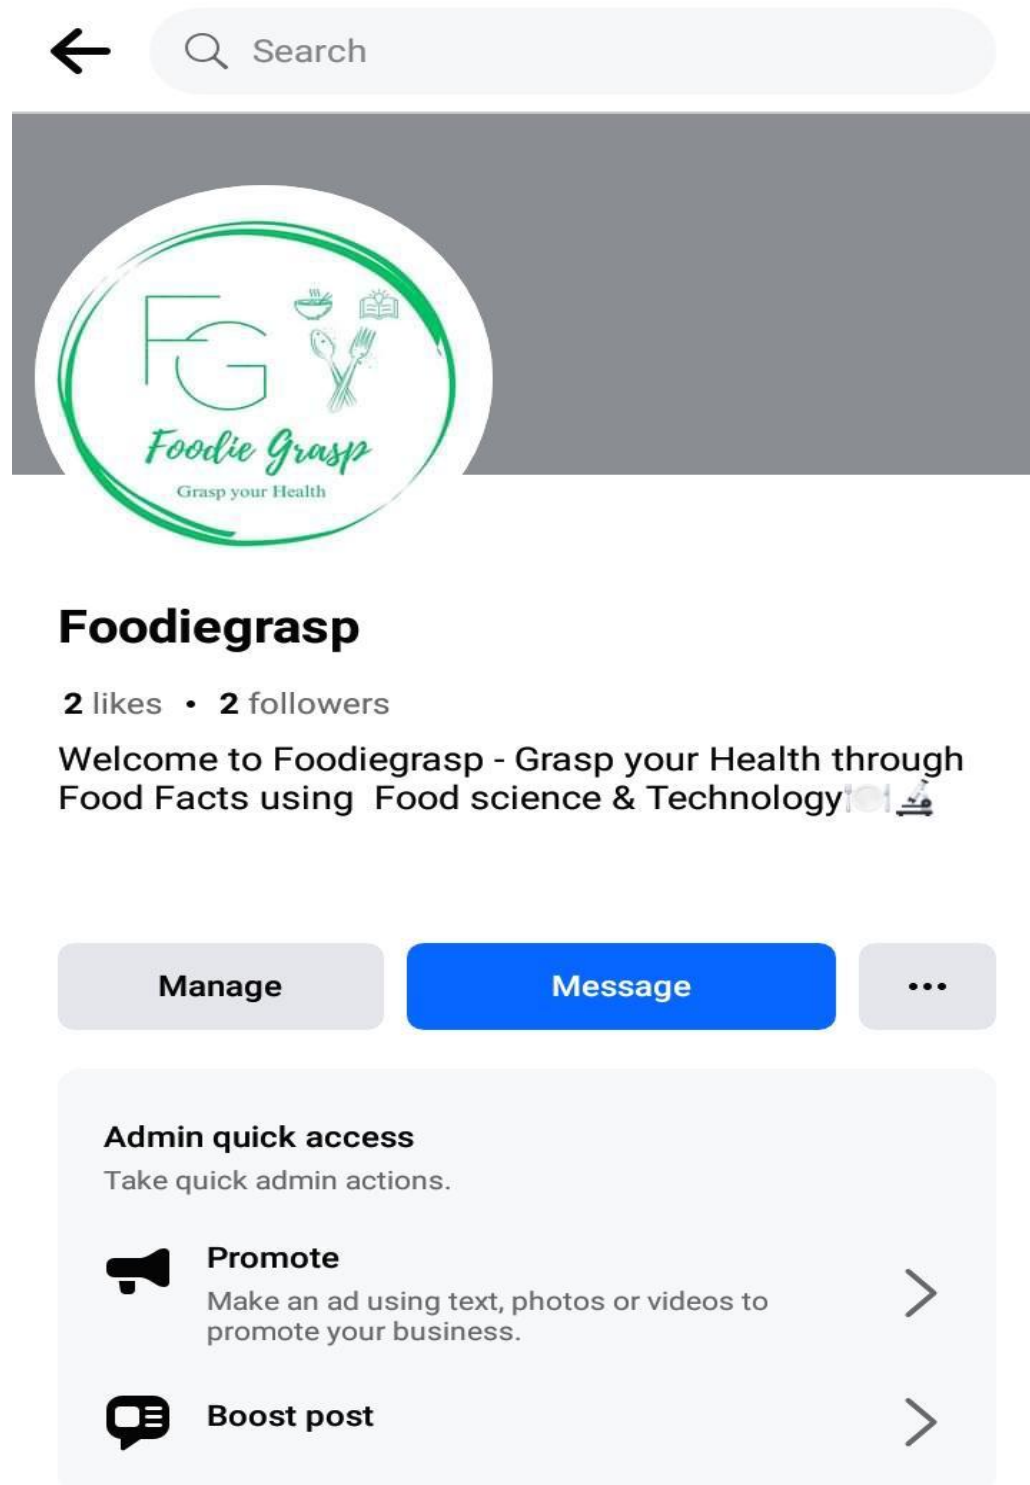 Search
FG
Foodie Grasp
Grasp your Health
Foodiegrasp
2 likes • 2 followers
Welcome to Foodiegrasp - Grasp your Health through
Food Facts using Food science & Technology🍽️🔬
Manage
Message
Admin quick access
Take quick admin actions.
Promote
Make an ad using text, photos or videos to
promote your business.
Boost post